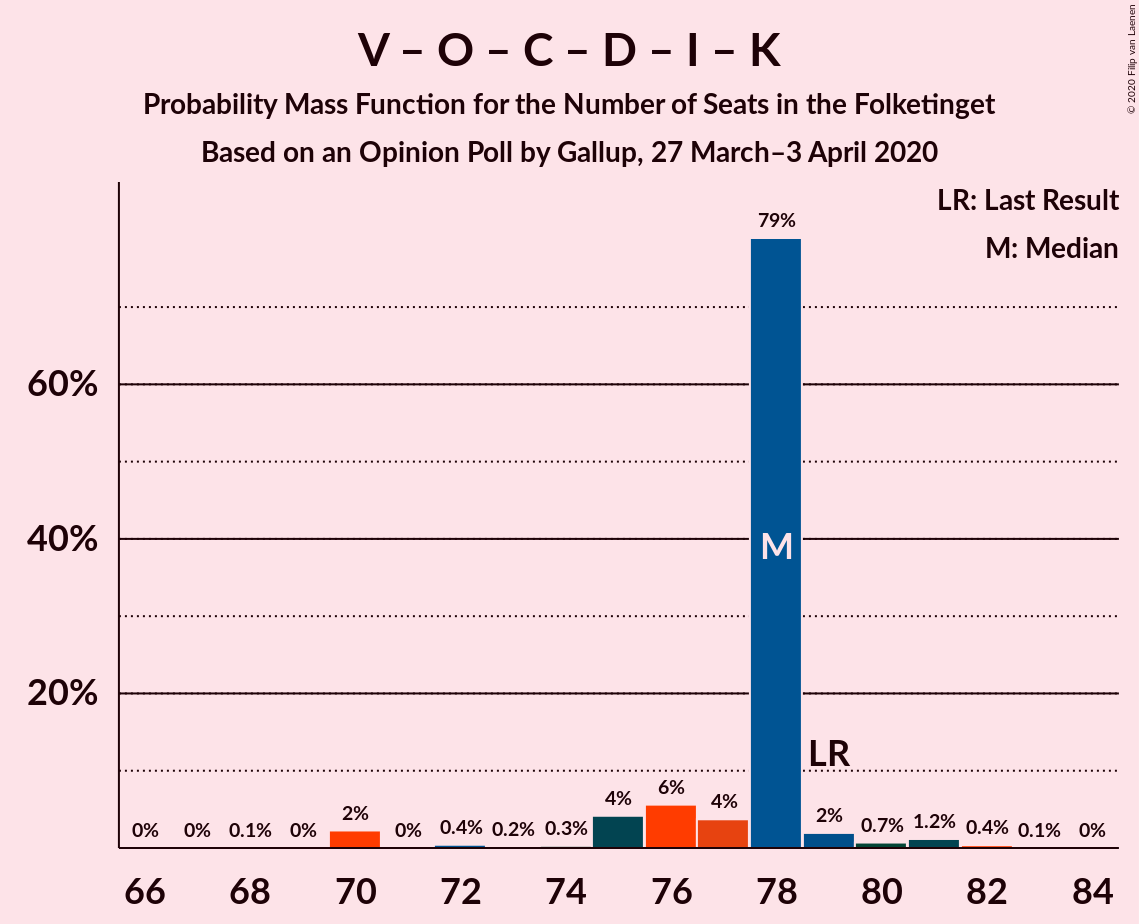 V – O – C – D – I – K
Probability Mass Function for the Number of Seats in the Folketinget
Based on an Opinion Poll by Gallup, 27 March–3 April 2020
© 2020 Filip van Laenen
LR: Last Result
M: Median
60%
40%
20%
0% 0% 0.1% 0% 2% 0% 0.4% 0.2% 0.3% 4% 6% 4% 79% 2% 0.7% 1.2% 0.4% 0.1% 0%
M
LR
66 68 70 72 74 76 78 80 82 84